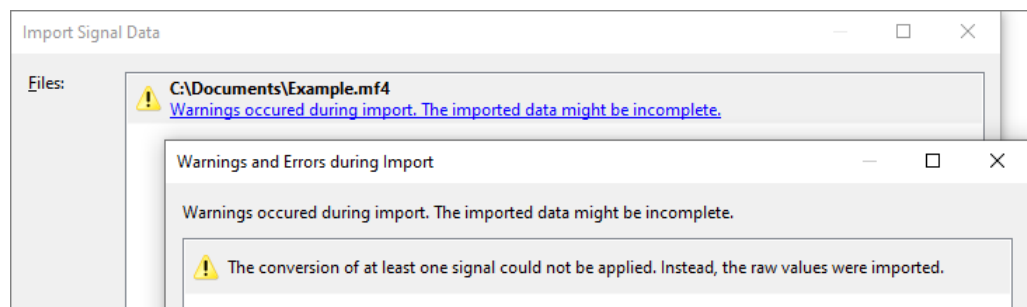 Import Signal Data
Files:
C:\Documents\Example.mf4
Warnings occured during import. The imported data might be incomplete.
Warnings and Errors during Import
Warnings occured during import. The imported data might be incomplete.
The conversion of at least one signal could not be applied. Instead, the raw values were imported.